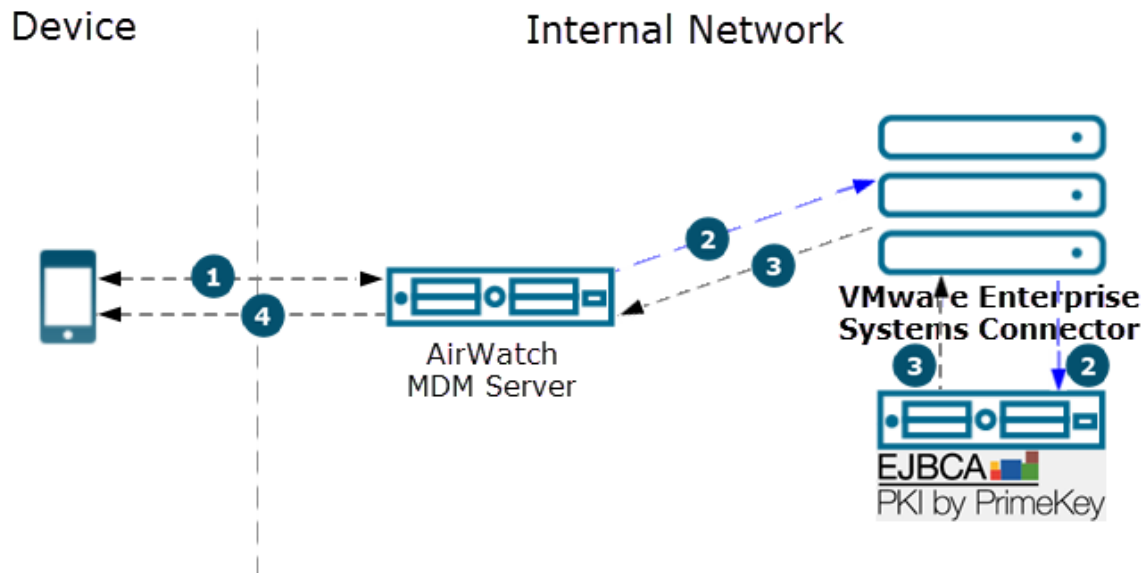 Device
Internal Network
2
3
1
4
VMware Enterprise
Systems Connector
AirWatch
MDM Server
3
2
EJBCA
PKI by PrimeKey